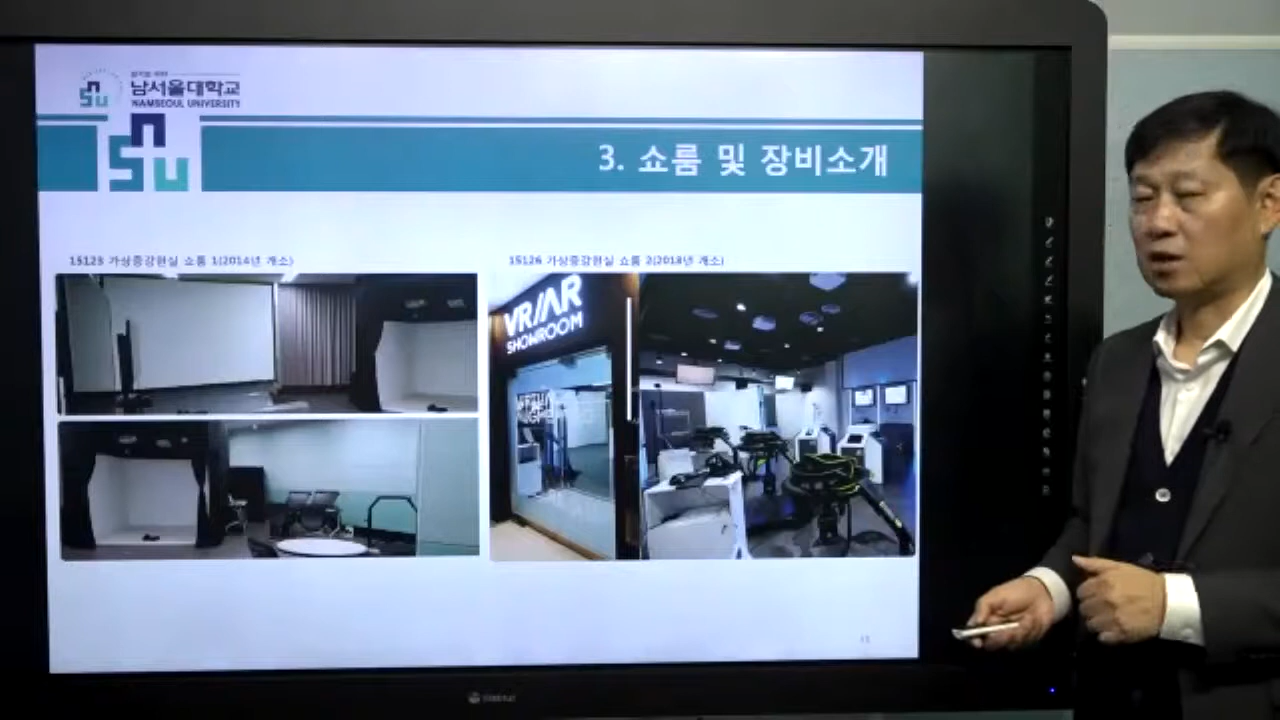 남서울대학교
NAMSEOUL UNIVERSITY
nsu
3. 쇼룸 및 장비소개
15123 가상증강현실 쇼룸 1(2014년 개소)
15126 가상증강현실 쇼룸 2(2018년 개소)
VR/AR
SHOWROOM